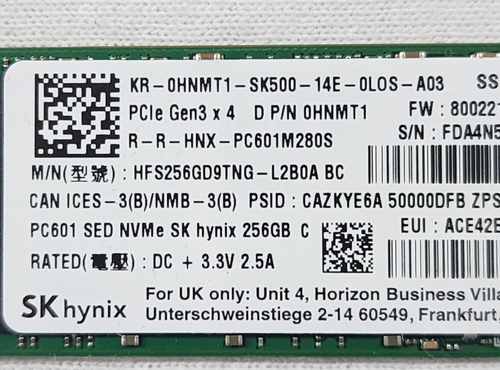 KR-0HNMT1-SK500-14E-0LOS-A03 SS
PCIe Gen3 x 4 D P/N 0HNMT1 FW : 800221
R-R-HNX-PC601M280S S/N : FDA4N5
M/N(型號) : HFS256GD9TNG-L2B0A BC
CAN ICES-3(B)/NMB-3(B) PSID : CAZKYE6A 50000DFB ZPS
PC601 SED NVMe SK hynix 256GB C EUI : ACE42E
RATED(電壓) : DC + 3.3V 2.5A
SK hynix For UK only: Unit 4, Horizon Business Villa
Unterschweinstiege 2-14 60549, Frankfurt,